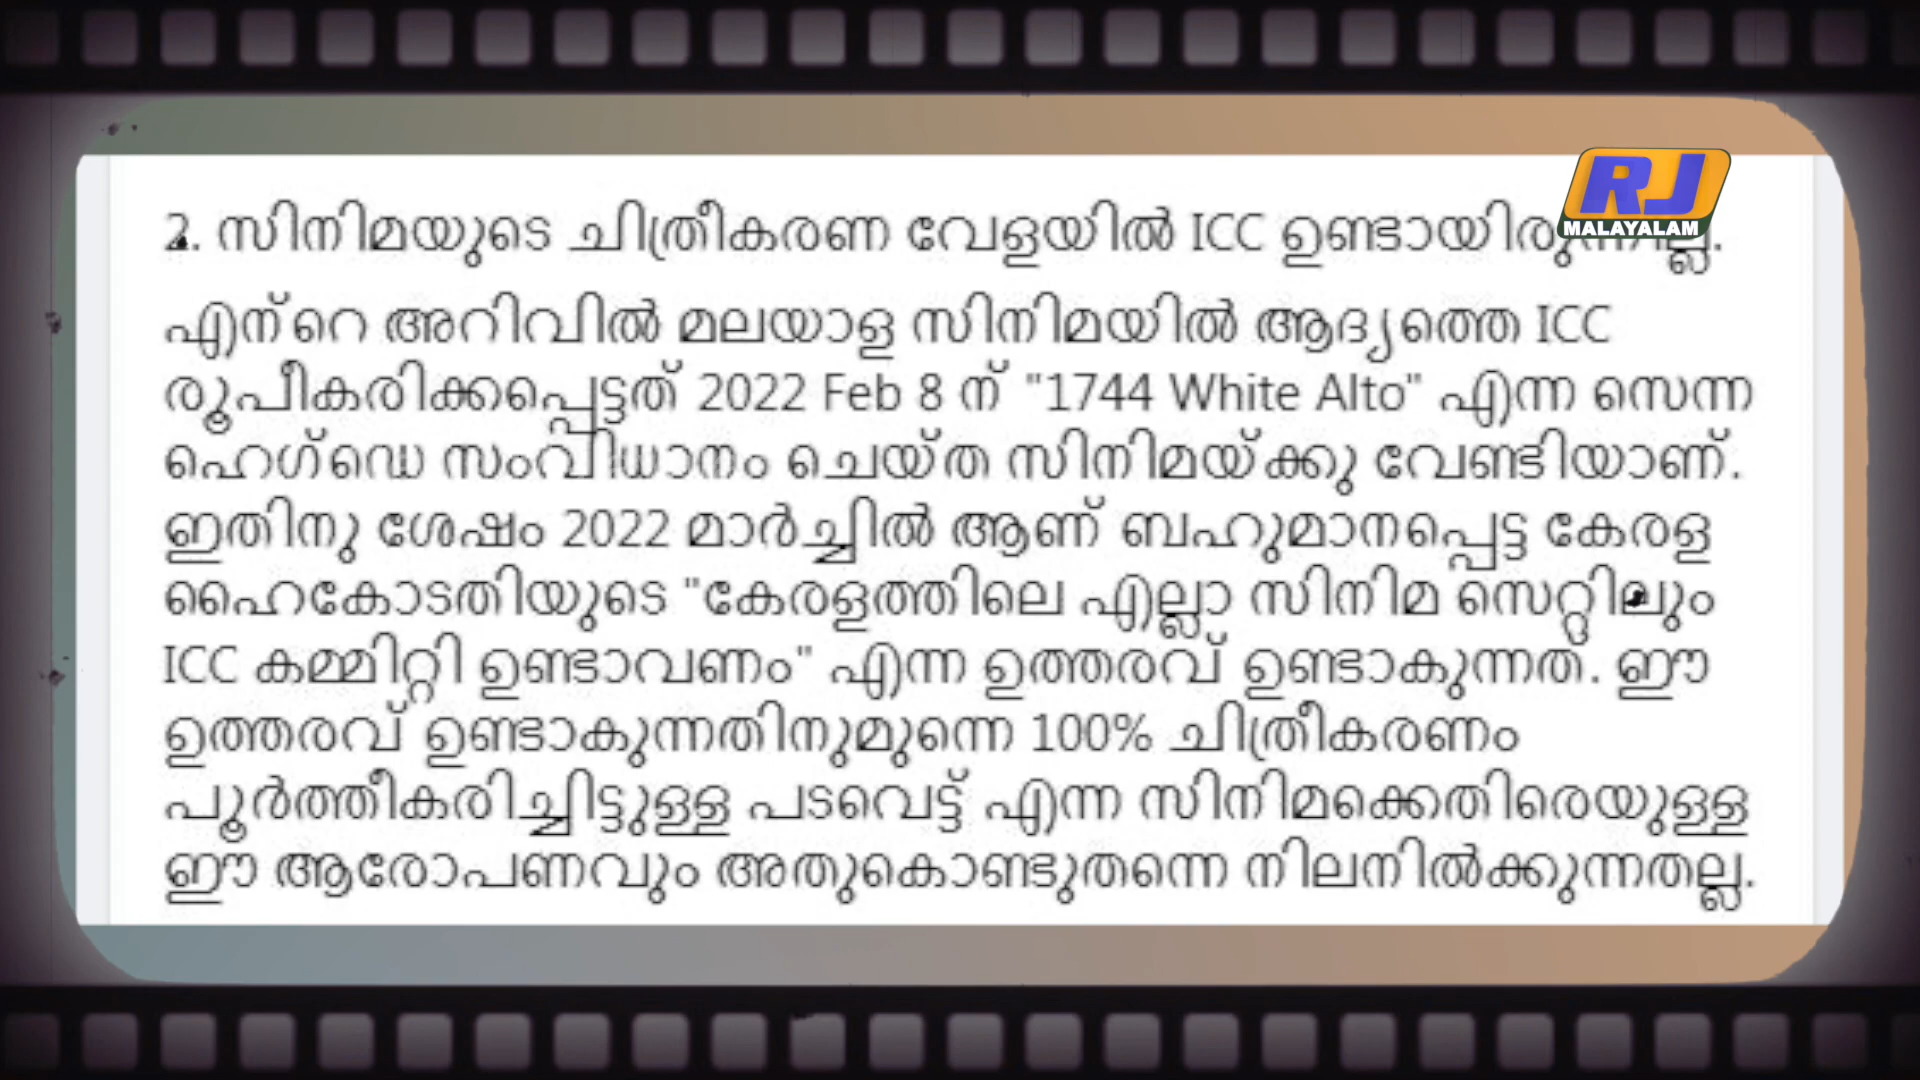 RJ
MALAYALAM
2. സിനിമയുടെ ചിത്രീകരണ വേളയിൽ ICC
എന്റെ അറിവിൽ മലയാള സിനിമയിൽ ആദ്യത്തെ ICC
രൂപീകരിക്കപ്പെട്ടത് 2022 Feb 8 ന് "1744 White Alto" എന്ന സെന്ന
ഹെഗ്‌ഡെ സംവിധാനം ചെയ്ത സിനിമയ്ക്കു വേണ്ടിയാണ്.
ഇതിനു ശേഷം 2022 മാർച്ചിൽ ആണ് ബഹുമാനപ്പെട്ട കേരള
ഹൈകോടതിയുടെ "കേരളത്തിലെ എല്ലാ സിനിമ സെറ്റിലും
ICC കമ്മിറ്റി ഉണ്ടാവണം" എന്ന ഉത്തരവ് ഉണ്ടാകുന്നത്. ഈ
ഉത്തരവ് ഉണ്ടാകുന്നതിനുമുന്നെ 100% ചിത്രീകരണം
പൂർത്തീകരിച്ചിട്ടുള്ള പടവെട്ട് എന്ന സിനിമക്കെതിരെയുള്ള
ഈ ആരോപണവും അതുകൊണ്ടുതന്നെ നിലനിൽക്കുന്നതല്ല.